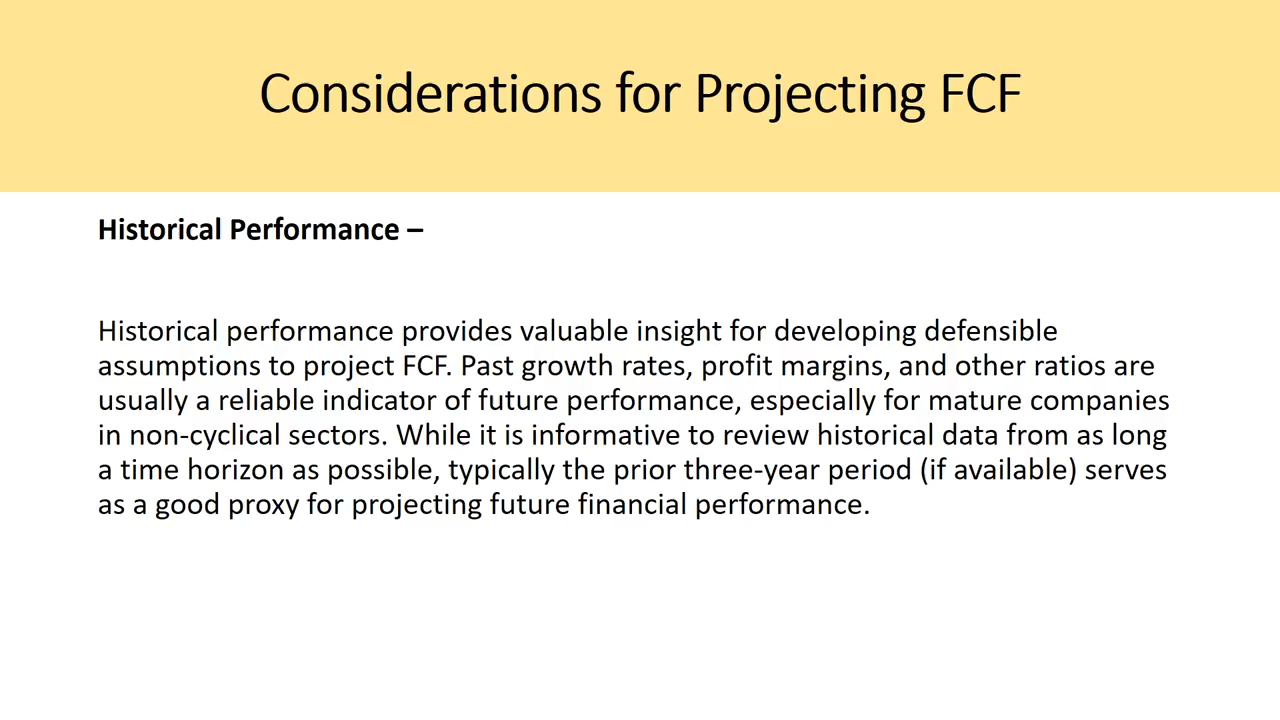 Considerations for Projecting FCF
Historical Performance –
Historical performance provides valuable insight for developing defensible
assumptions to project FCF. Past growth rates, profit margins, and other ratios are
usually a reliable indicator of future performance, especially for mature companies
in non-cyclical sectors. While it is informative to review historical data from as long
a time horizon as possible, typically the prior three-year period (if available) serves
as a good proxy for projecting future financial performance.